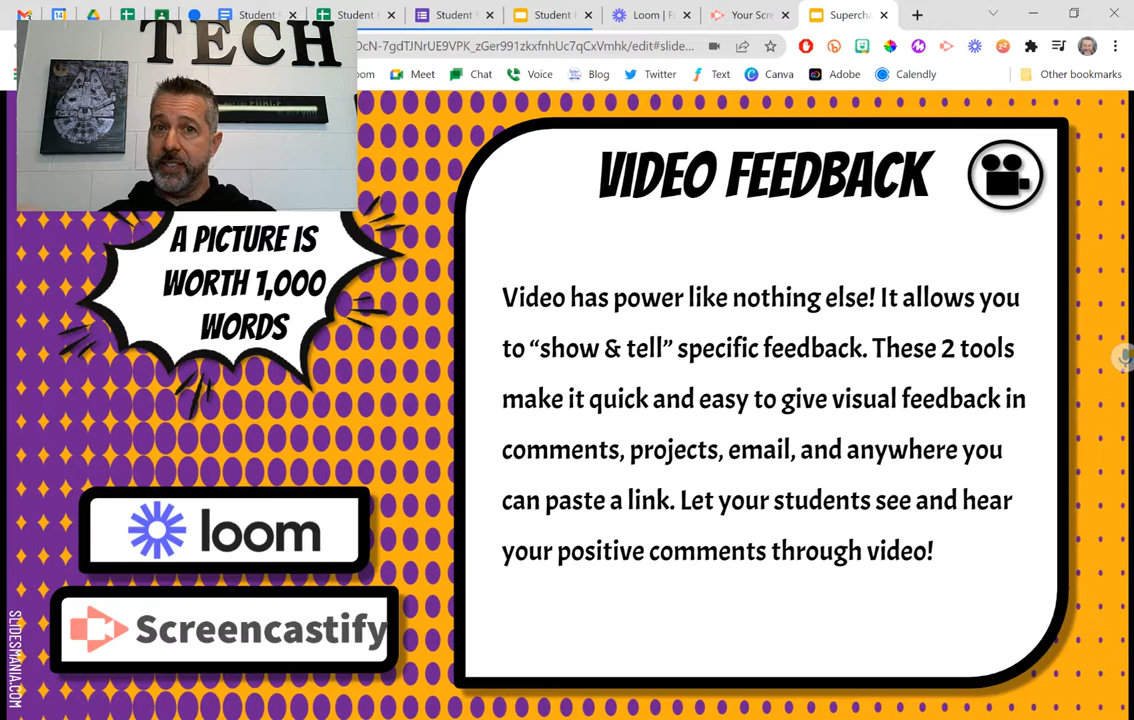 Student F
Student F
Student F
Student F
Loom | F
Your Scre
Supercha
OcN-7gdTJNrUE9VPK_zGer991zkxfnhUc7qCxVmhk/edit#slide...
Meet
Chat
Voice
Blog
Twitter
Text
Canva
Adobe
Calendly
Other bookmarks
TECH
VIDEO FEEDBACK
A PICTURE IS
WORTH 1,000
WORDS
Video has power like nothing else! It allows you
to “show & tell” specific feedback. These 2 tools
make it quick and easy to give visual feedback in
comments, projects, email, and anywhere you
can paste a link. Let your students see and hear
your positive comments through video!
loom
Screencastify
SLIDESMANIA.COM